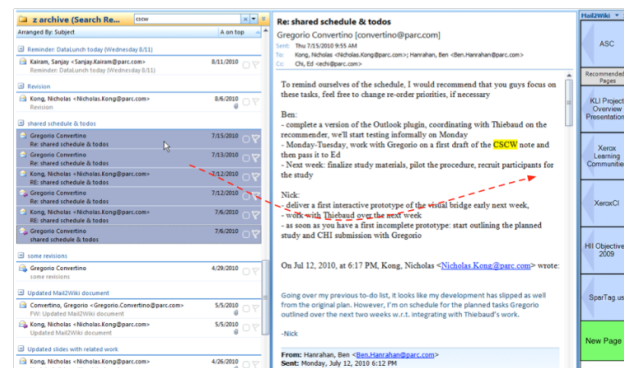 z archive (Search Re...
cscw
Arranged By: Subject
A on top
Reminder: DataLunch today (Wednesday 8/11)
Kairam, Sanjay <Sanjay.Kairam@parc.com>
8/11/2010
Reminder: DataLunch today (Wednesday 8/11)
Revision
Kong, Nicholas <Nicholas.Kong@parc.com>
8/6/2010
Revision
shared schedule & todos
Gregorio Convertino
7/15/2010
Re: shared schedule & todos
Gregorio Convertino
7/13/2010
Re: shared schedule & todos
Kong, Nicholas <Nicholas.Kong@parc.com>
7/12/2010
RE: shared schedule & todos
Gregorio Convertino
7/12/2010
Re: shared schedule & todos
Kong, Nicholas <Nicholas.Kong@parc.com>
7/6/2010
RE: shared schedule & todos
Gregorio Convertino
7/6/2010
shared schedule & todos
some revisions
Gregorio Convertino
4/29/2010
some revisions
Updated Mail2Wiki document
Convertino, Gregorio <Gregorio.Convertino@parc.com>
5/5/2010
FW: Updated Mail2Wiki document
Kong, Nicholas <Nicholas.Kong@parc.com>
5/5/2010
Updated Mail2Wiki document
Updated slides with related work
Kong, Nicholas <Nicholas.Kong@parc.com>
4/26/2010
Re: shared schedule & todos
Gregorio Convertino [convertino@parc.com]
Sent: Thu 7/15/2010 9:55 AM
To: Kong, Nicholas <Nicholas.Kong@parc.com>; Hanrahan, Ben <Ben.Hanrahan@parc.com>
Cc: Chi, Ed <echi@parc.com>
To remind ourselves of the schedule, I would recommend that you guys focus on
these tasks, feel free to change re-order priorities, if necessary
Ben:
- complete a version of the Outlook plugin, coordinating with Thiebaud on the
recommender, we'll start testing informally on Monday
- Monday-Tuesday, work with Gregorio on a first draft of the CSCW note and
then pass it to Ed
- Next week: finalize study materials, pilot the procedure, recruit participants for
the study
Nick:
- deliver a first interactive prototype of the visual bridge early next week,
- work with Thiebaud over the next week
- as soon as you have a first incomplete prototype: start outlining the planned
study and CHI submission with Gregorio
On Jul 12, 2010, at 6:17 PM, Kong, Nicholas <Nicholas.Kong@parc.com> wrote:
Going over my previous to-do list, it looks like my development has slipped as well
from the original plan. However, I'm on schedule for the planned tasks Gregorio
outlined over the next two weeks w.r.t. integrating with Thiebaud's work.
-Nick
From: Hanrahan, Ben <Ben.Hanrahan@parc.com>
Sent: Monday, July 12, 2010 6:12 PM
Mail2Wiki
ASC
Recommended
Pages
KLI Project
Overview
Presentation
Xerox
Learning
Communitie
XeroxCI
HII Objective
2009
SparTag us
New Page